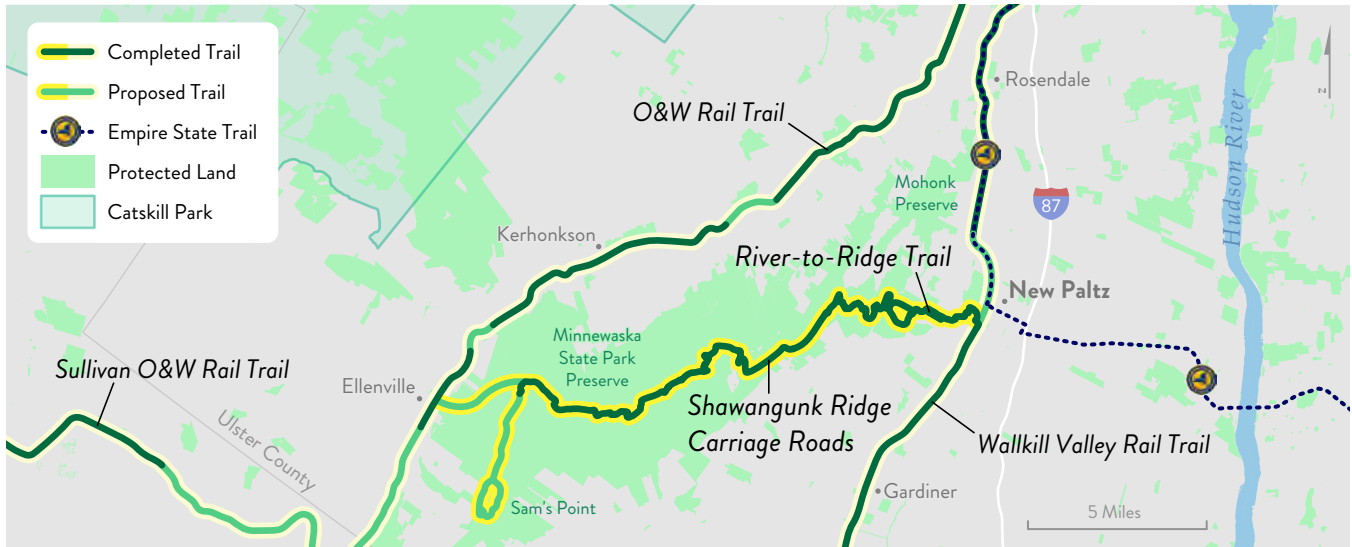 Completed Trail
Proposed Trail
Empire State Trail
Protected Land
Catskill Park
O&W Rail Trail
Rosendale
Hudson River
z
Mohonk
Preserve
87
Kerhonkson
River-to-Ridge Trail
New Paltz
Minnewaska
State Park
Preserve
Sullivan O&W Rail Trail
Ellenville
Ulster County
Shawangunk Ridge
Carriage Roads
Wallkill Valley Rail Trail
Sam's Point
Gardiner
5 Miles